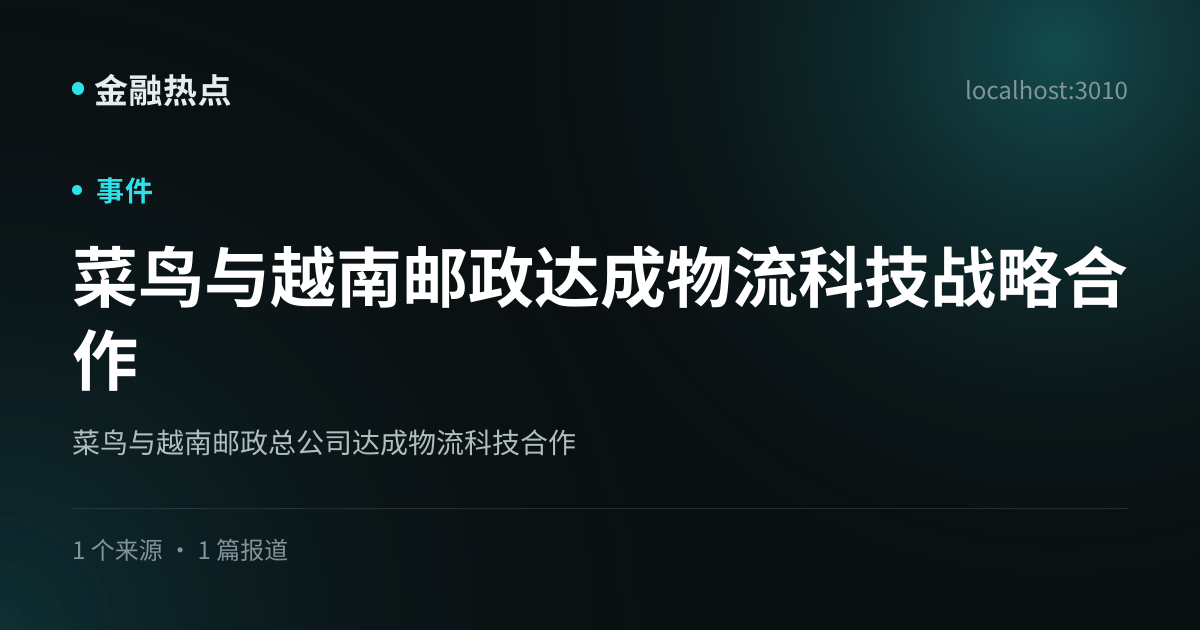 金融热点
localhost:3010
事件
菜鸟与越南邮政达成物流科技战略合
作
菜鸟与越南邮政总公司达成物流科技合作
1 个来源 · 1 篇报道